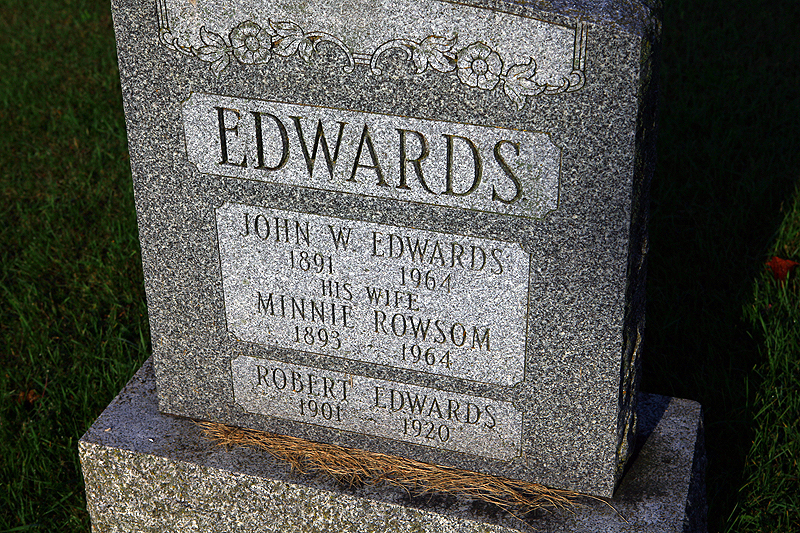 EDWARDS
JOHN W. EDWARDS
1891 - 1964
HIS WIFE
MINNIE ROWSOM
1893 - 1964
ROBERT EDWARDS
1901 - 1920